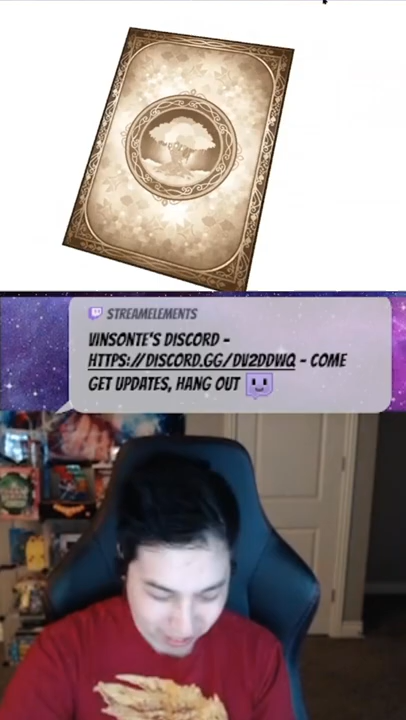 STREAMELEMENTS
VINSONTE'S DISCORD -
HTTPS://DISCORD.GG/DV2DDWQ - COME
GET UPDATES, HANG OUT